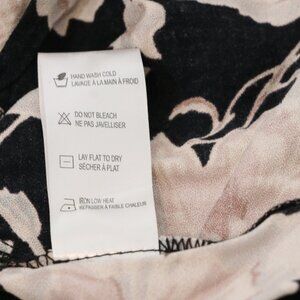 HAND WASH COLD
LAVAGE À LA MAIN À FROID
DO NOT BLEACH
NE PAS JAVELLISER
LAY FLAT TO DRY
SÉCHER À PLAT
IRON LOW HEAT
REPASSER À FAIBLE CHALEUR